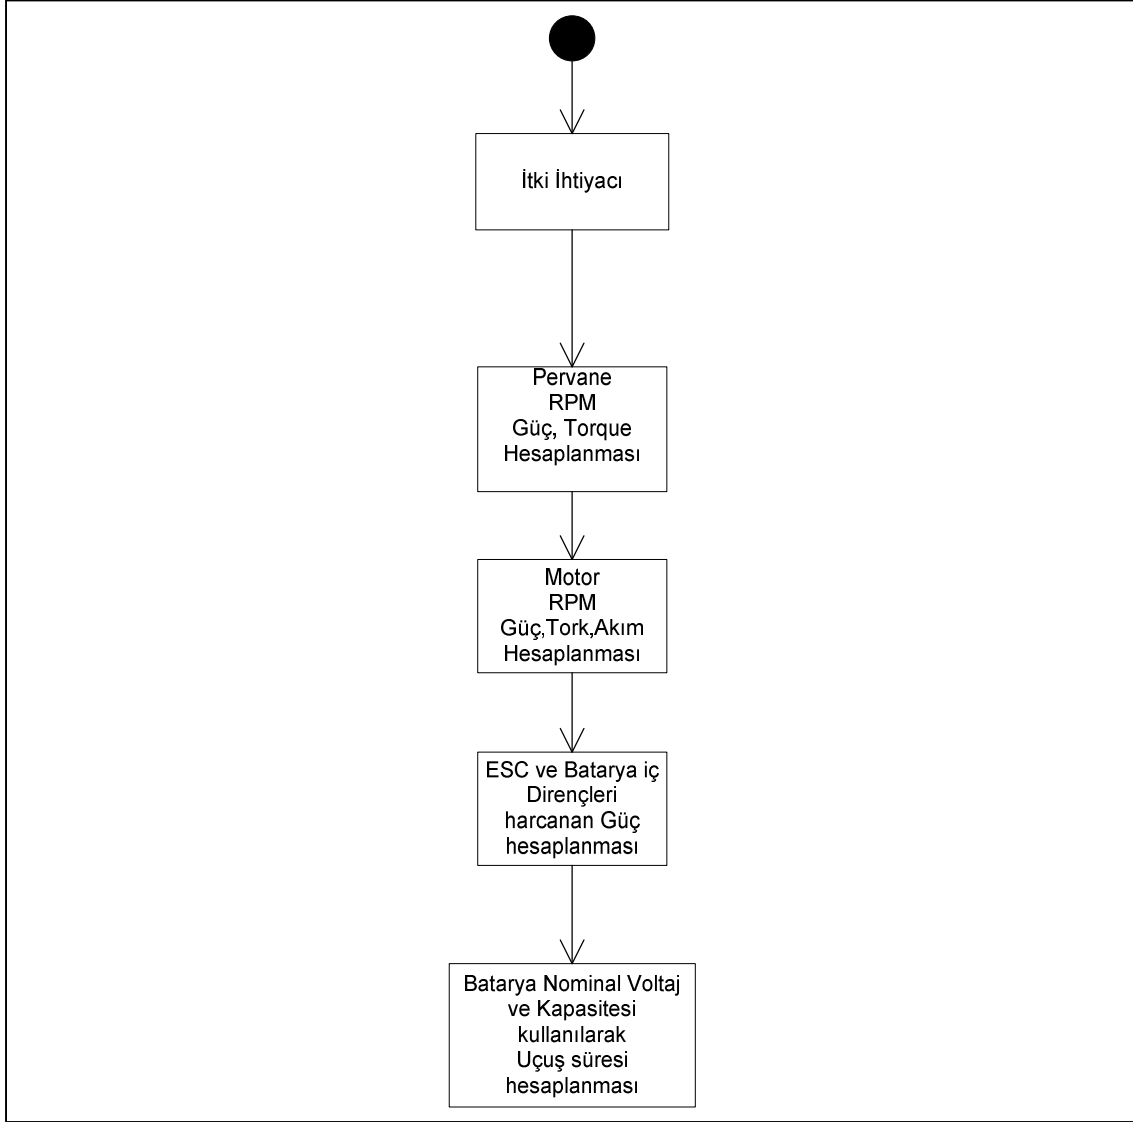 İtki İhtiyacı
Pervane
RPM
Güç, Torque
Hesaplanması
Motor
RPM
Güç,Tork,Akım
Hesaplanması
ESC ve Batarya iç
Dirençleri
harcanan Güç
hesaplanması
Batarya Nominal Voltaj
ve Kapasitesi
kullanılarak
Uçuş süresi
hesaplanması